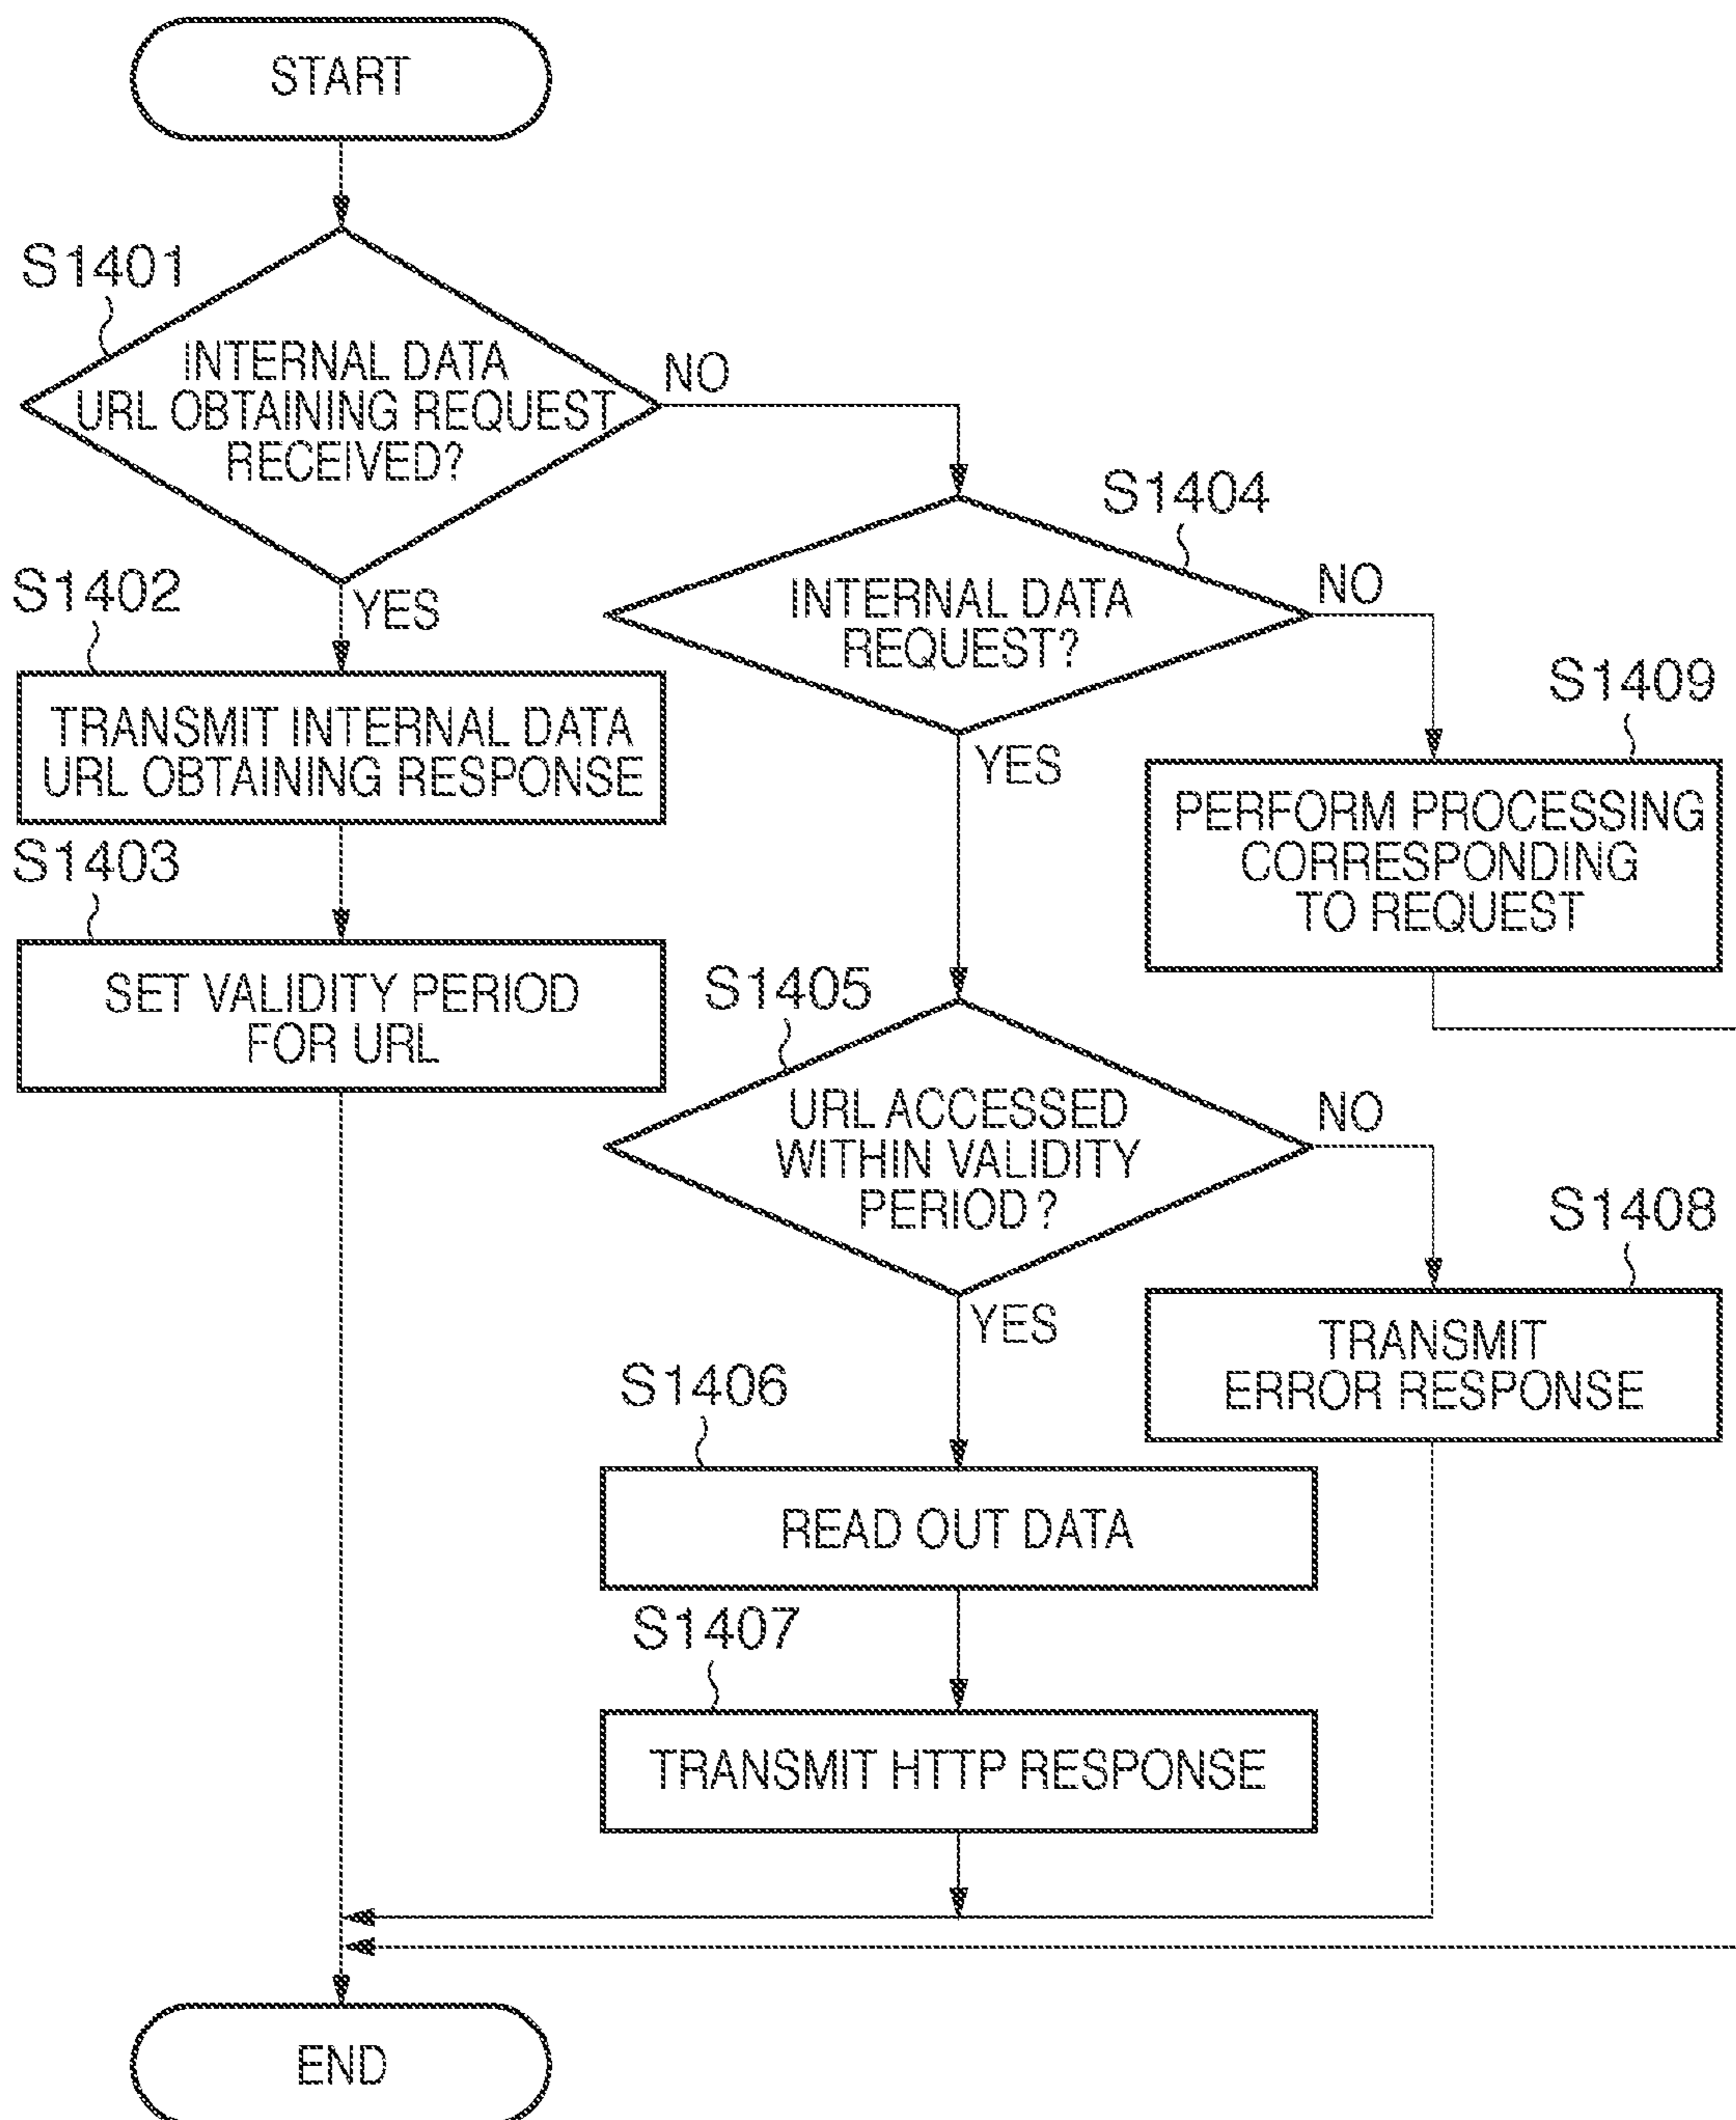 START
S1401
INTERNAL DATA
URL OBTAINING REQUEST
RECEIVED?
NO
YES
S1402
TRANSMIT INTERNAL DATA
URL OBTAINING RESPONSE
S1403
SET VALIDITY PERIOD
FOR URL
S1404
INTERNAL DATA
REQUEST?
NO
YES
S1409
PERFORM PROCESSING
CORRESPONDING
TO REQUEST
S1405
URL ACCESSED
WITHIN VALIDITY
PERIOD?
NO
YES
S1408
TRANSMIT
ERROR RESPONSE
S1406
READ OUT DATA
S1407
TRANSMIT HTTP RESPONSE
END